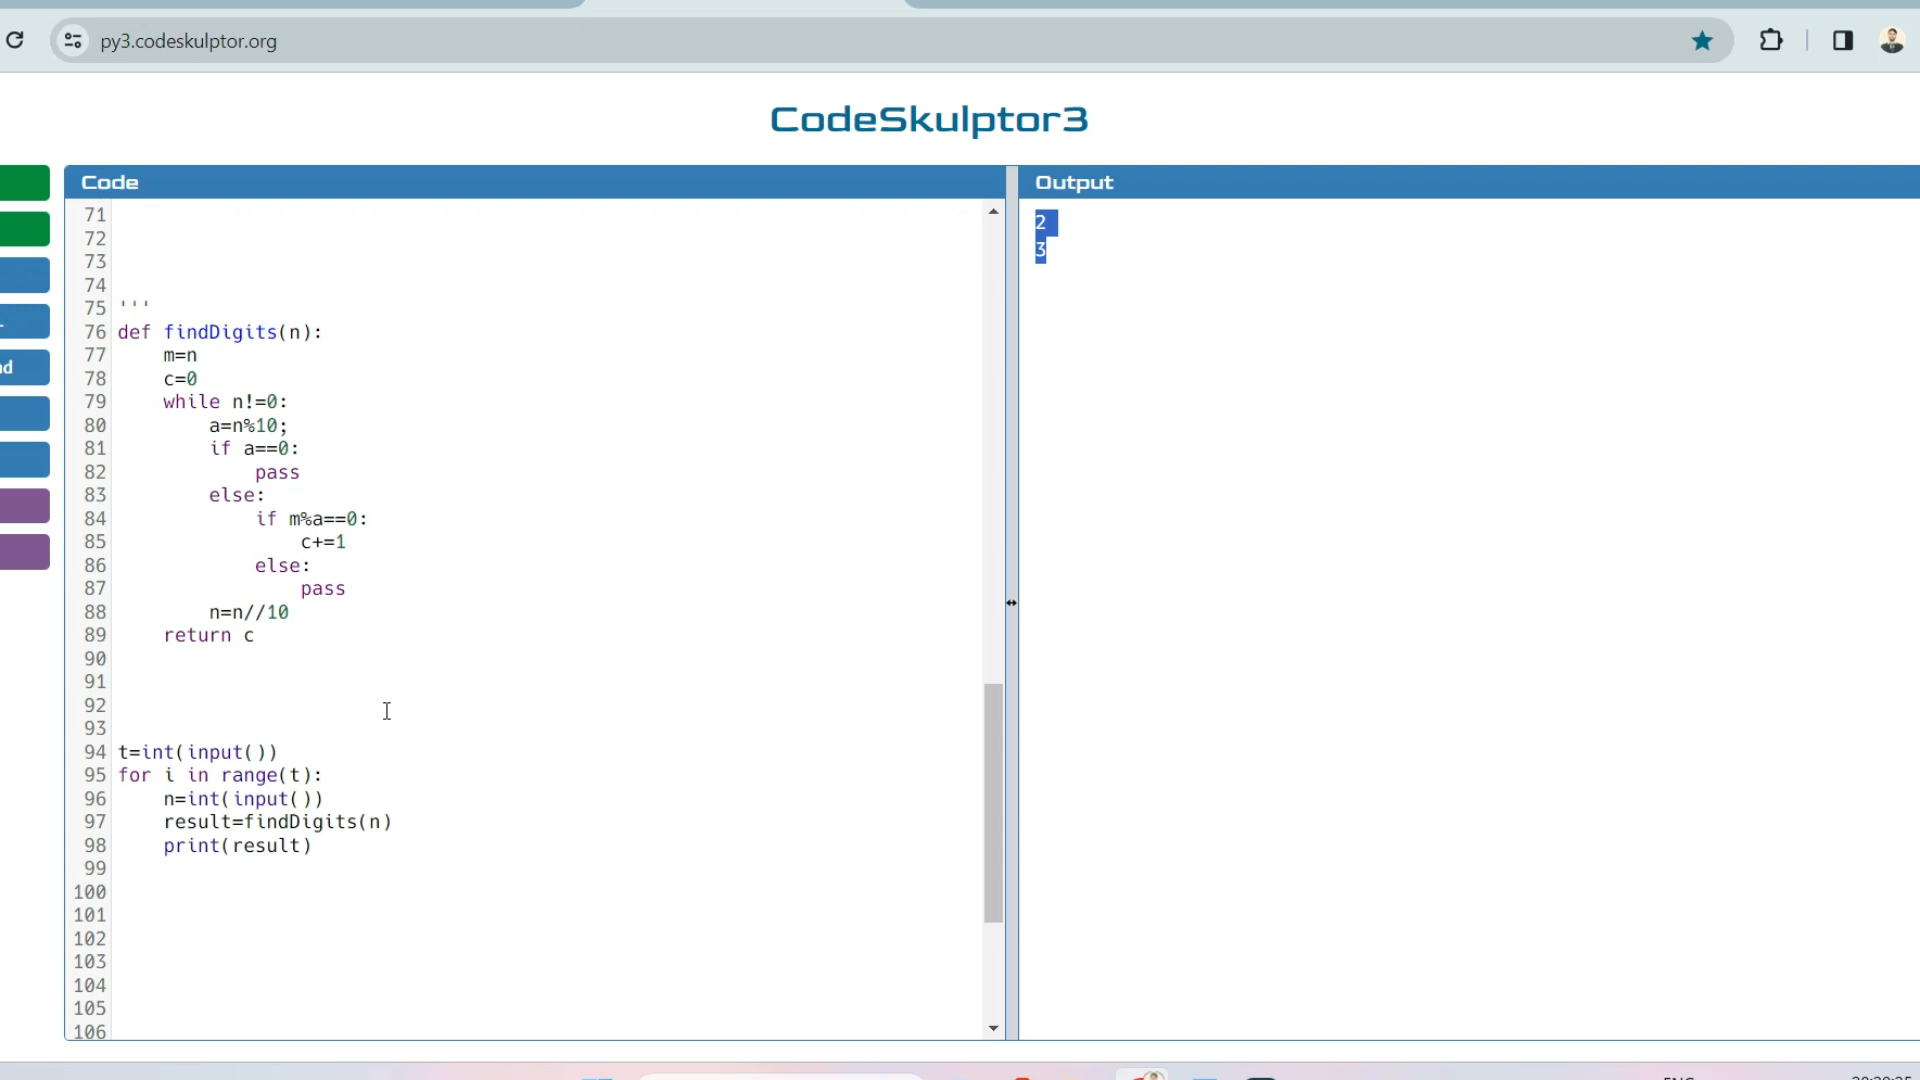 py3.codeskulptor.org
CodeSkulptor3
Code
Output
71
72
73
74
75 '''
76 def findDigits(n):
77     m=n
78     c=0
79     while n!=0:
80         a=n%10;
81         if a==0:
82             pass
83         else:
84             if m%a==0:
85                 c+=1
86             else:
87                 pass
88         n=n//10
89     return c
90
91
92
93
94 t=int(input())
95 for i in range(t):
96     n=int(input())
97     result=findDigits(n)
98     print(result)
99
100
101
102
103
104
105
106
2
3